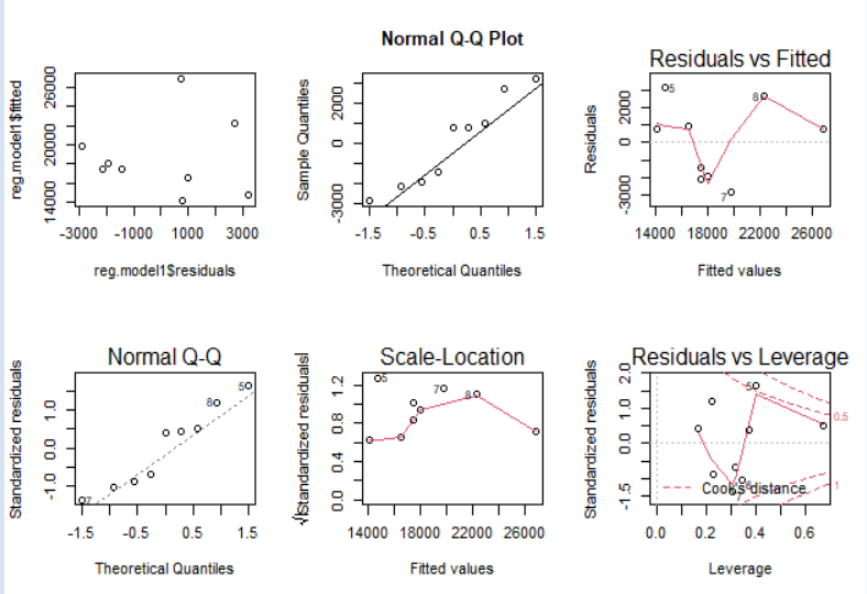 Normal Q-Q Plot
Residuals vs Fitted
reg.model1$fitted
14000 20000 26000
-3000 -1000 1000 3000
reg.model1$residuals
Sample Quantiles
-3000 0 2000
-1.5 -0.5 0.5 1.5
Theoretical Quantiles
Residuals
-3000 0 2000
5
8
7
14000 18000 22000 26000
Fitted values
Normal Q-Q
Scale-Location
Residuals vs Leverage
Standardized residuals
-1.0 0.0 1.0
5
8
7
-1.5 -0.5 0.5 1.5
Theoretical Quantiles
√|Standardized residuals|
0.0 0.4 0.8 1.2
5
7
8
14000 18000 22000 26000
Fitted values
Standardized residuals
-1.5 0.0 1.0 2.0
5
0.5
1
Cook's distance
0.0 0.2 0.4 0.6
Leverage